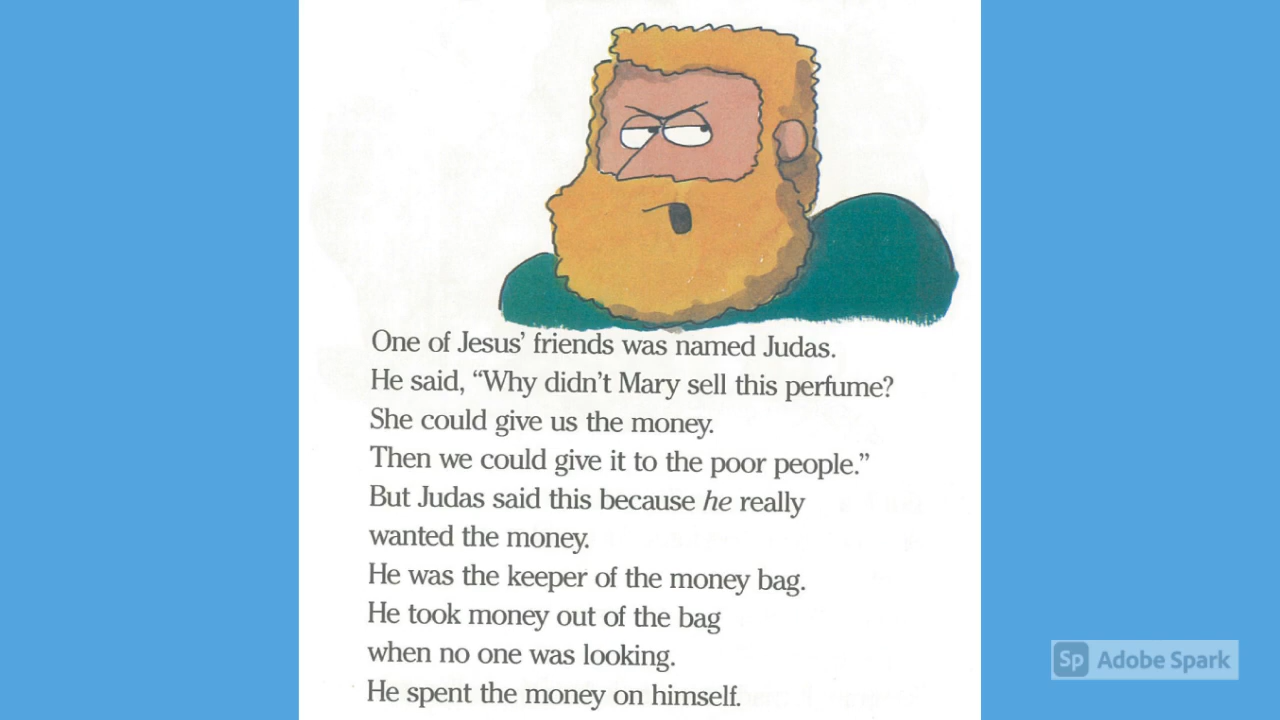 One of Jesus’ friends was named Judas.
He said, “Why didn’t Mary sell this perfume?
She could give us the money.
Then we could give it to the poor people.”
But Judas said this because he really
wanted the money.
He was the keeper of the money bag.
He took money out of the bag
when no one was looking.
He spent the money on himself.
Sp Adobe Spark